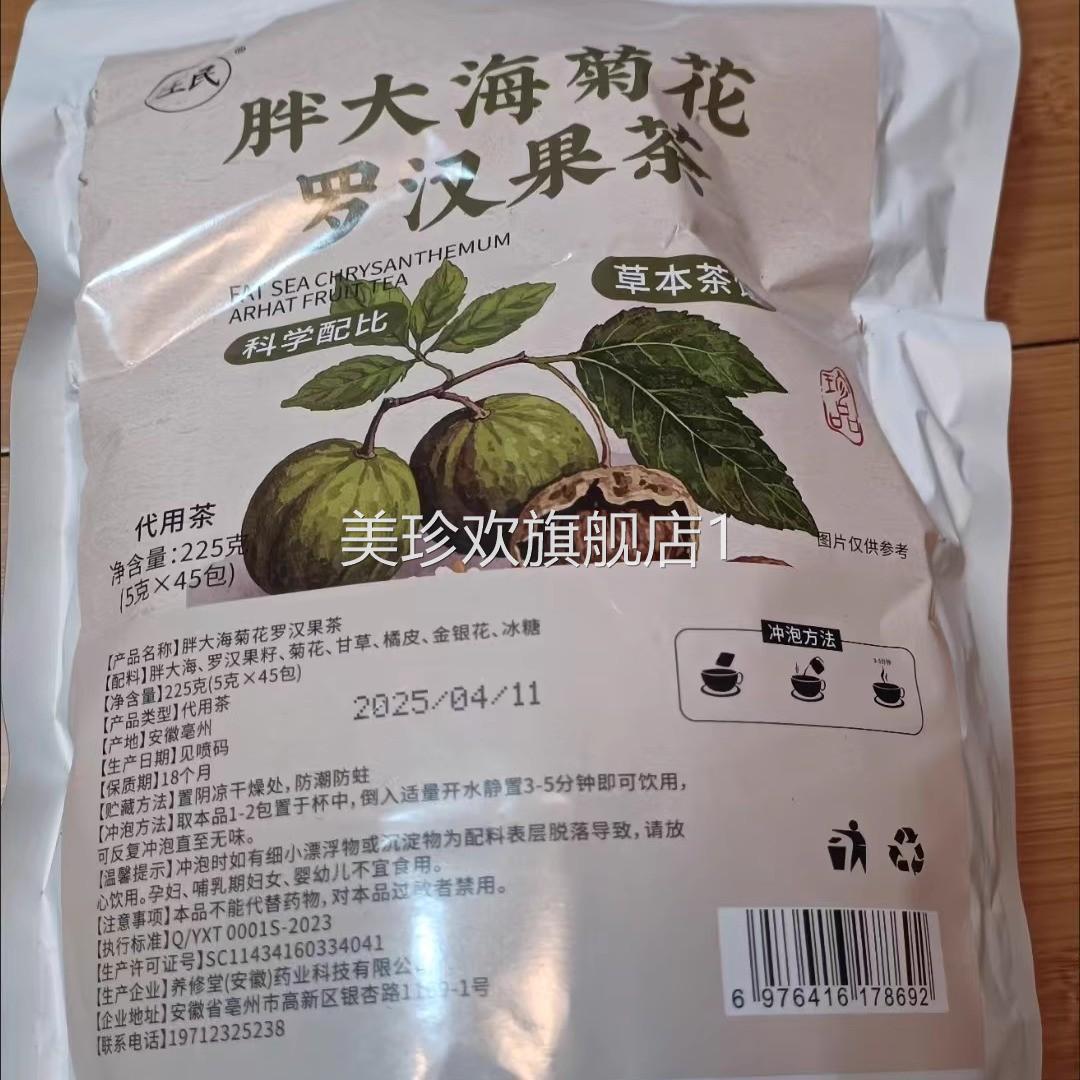 胖大海菊花
罗汉果茶
FAT SEA CHRYSANTHEMUM
ARHAT FRUIT TEA
科学配比
草本茶
珍品
代用茶
净含量:225克
(5克×45包)
美珍欢旗舰店1
图片仅供参考
【产品名称】胖大海菊花罗汉果茶
【配料】胖大海、罗汉果籽、菊花、甘草、橘皮、金银花、冰糖
【净含量】225克(5克×45包)
【产品类型】代用茶
【产地】安徽亳州
【生产日期】见喷码
2025/04/11
【保质期】18个月
【贮藏方法】置阴凉干燥处,防潮防蛀
【冲泡方法】取本品1-2包置于杯中,倒入适量开水静置3-5分钟即可饮用,
可反复冲泡直至无味。
【温馨提示】冲泡时如有细小漂浮物或沉淀物为配料表层脱落导致,请放
心饮用。孕妇、哺乳期妇女、婴幼儿不宜食用。
【注意事项】本品不能代替药物,对本品过敏者禁用。
【执行标准】Q/YXT 0001S-2023
【生产许可证号】SC11434160334041
【生产企业】养修堂(安徽)药业科技有限公
【企业地址】安徽省亳州市高新区银杏路11 9-1号
【联系电话】19712325238
冲泡方法
6 976416 178692